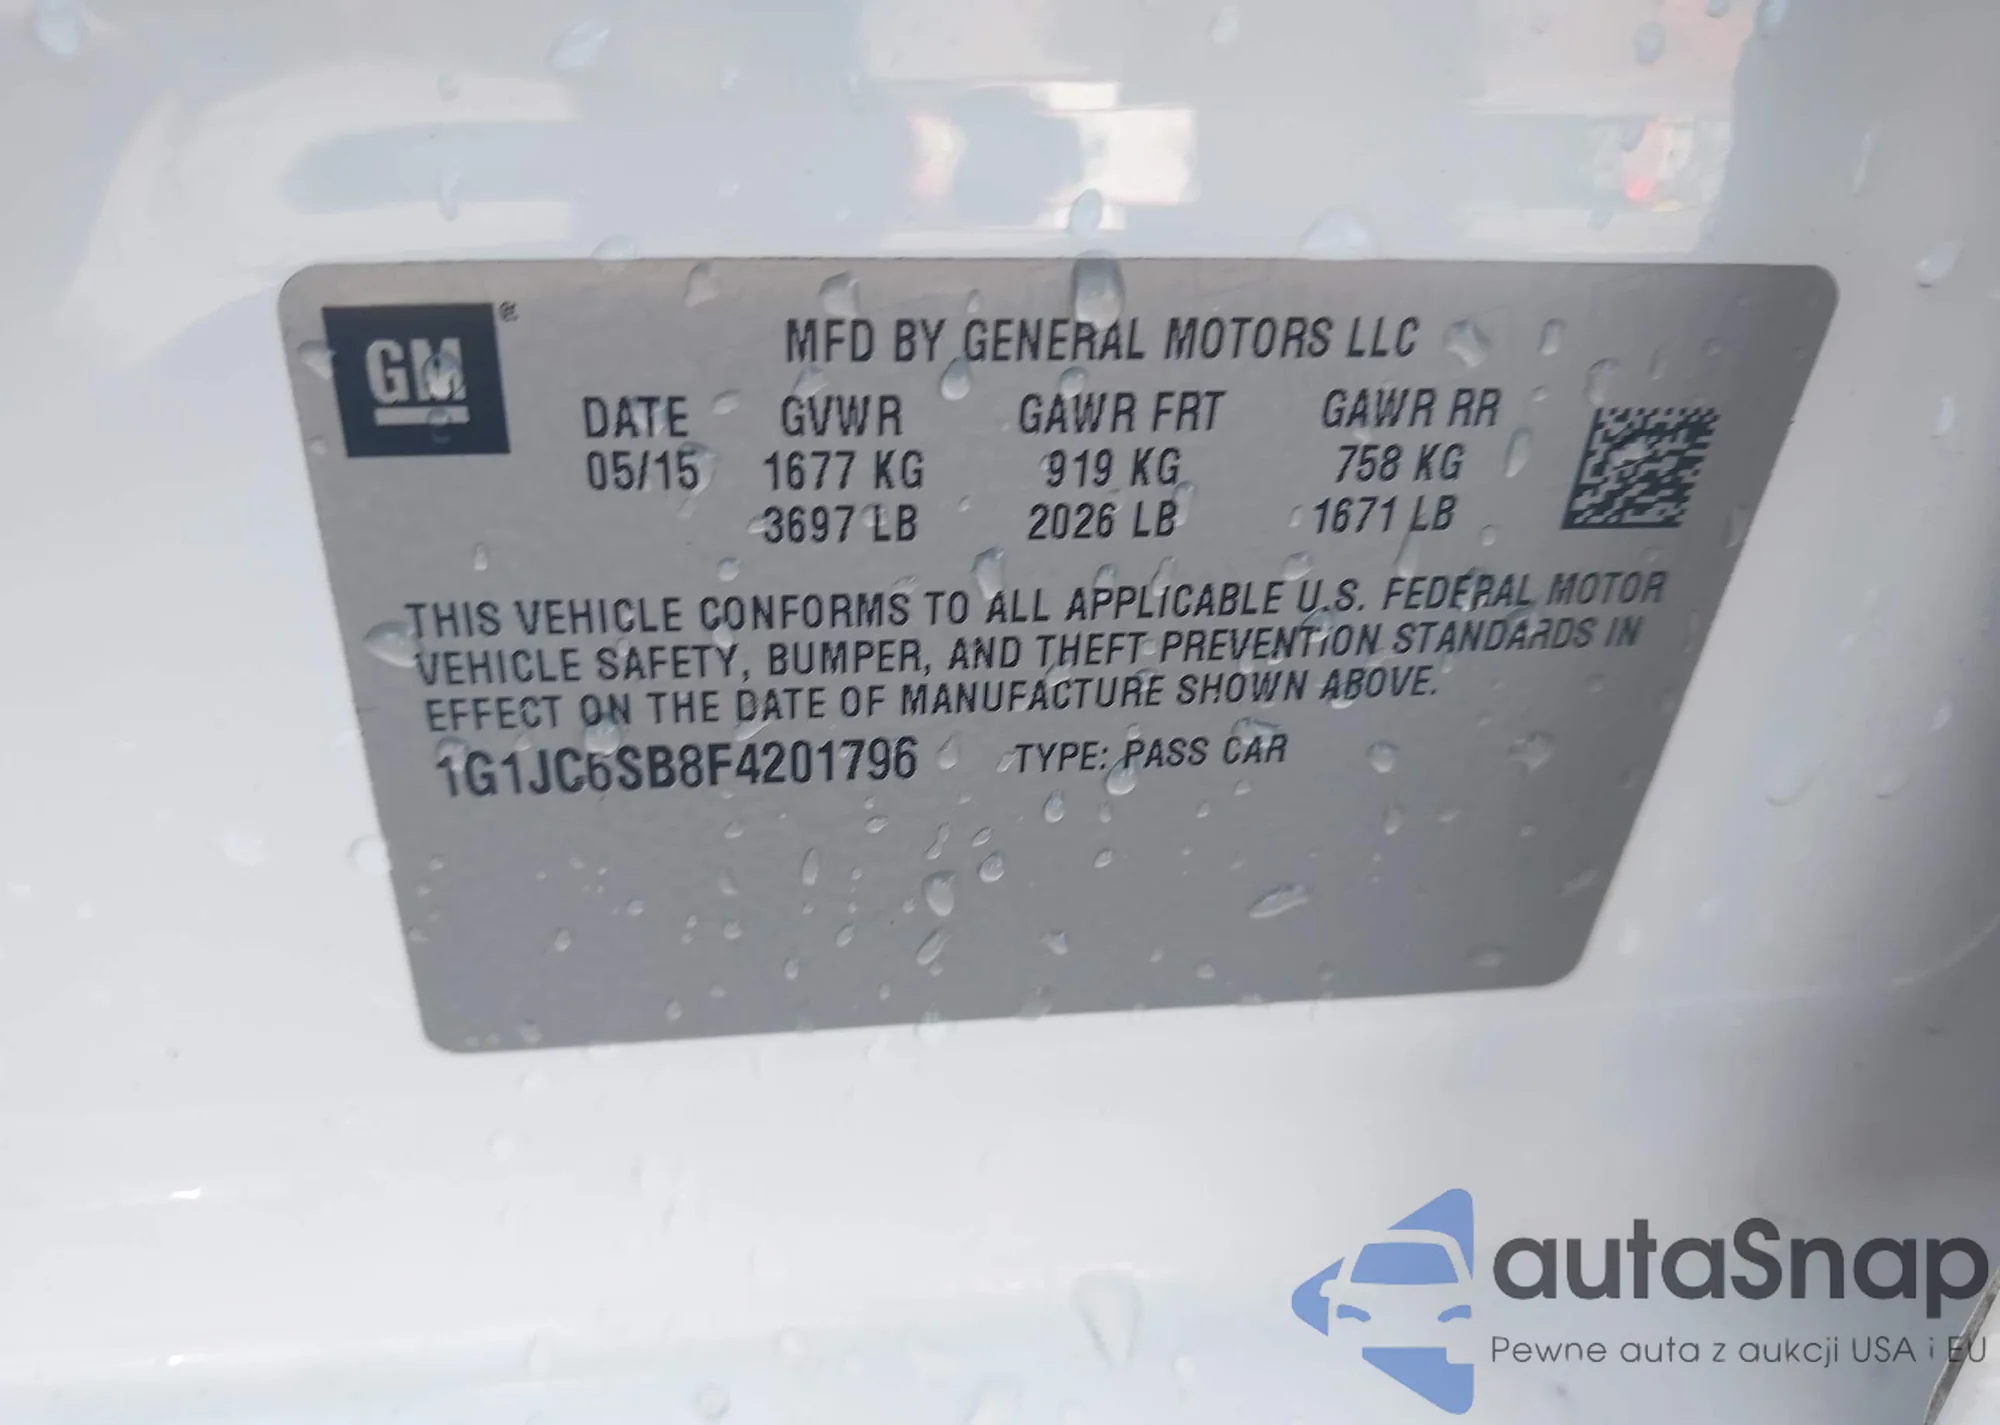 GM ®
MFD BY GENERAL MOTORS LLC
DATE GVWR GAWR FRT GAWR RR
05/15 1677 KG 919 KG 758 KG
3697 LB 2026 LB 1671 LB
THIS VEHICLE CONFORMS TO ALL APPLICABLE U.S. FEDERAL MOTOR
VEHICLE SAFETY, BUMPER, AND THEFT PREVENTION STANDARDS IN
EFFECT ON THE DATE OF MANUFACTURE SHOWN ABOVE.
1G1JC6SB8F4201796 TYPE: PASS CAR
autaSnap
Pewne auta z aukcji USA i EU